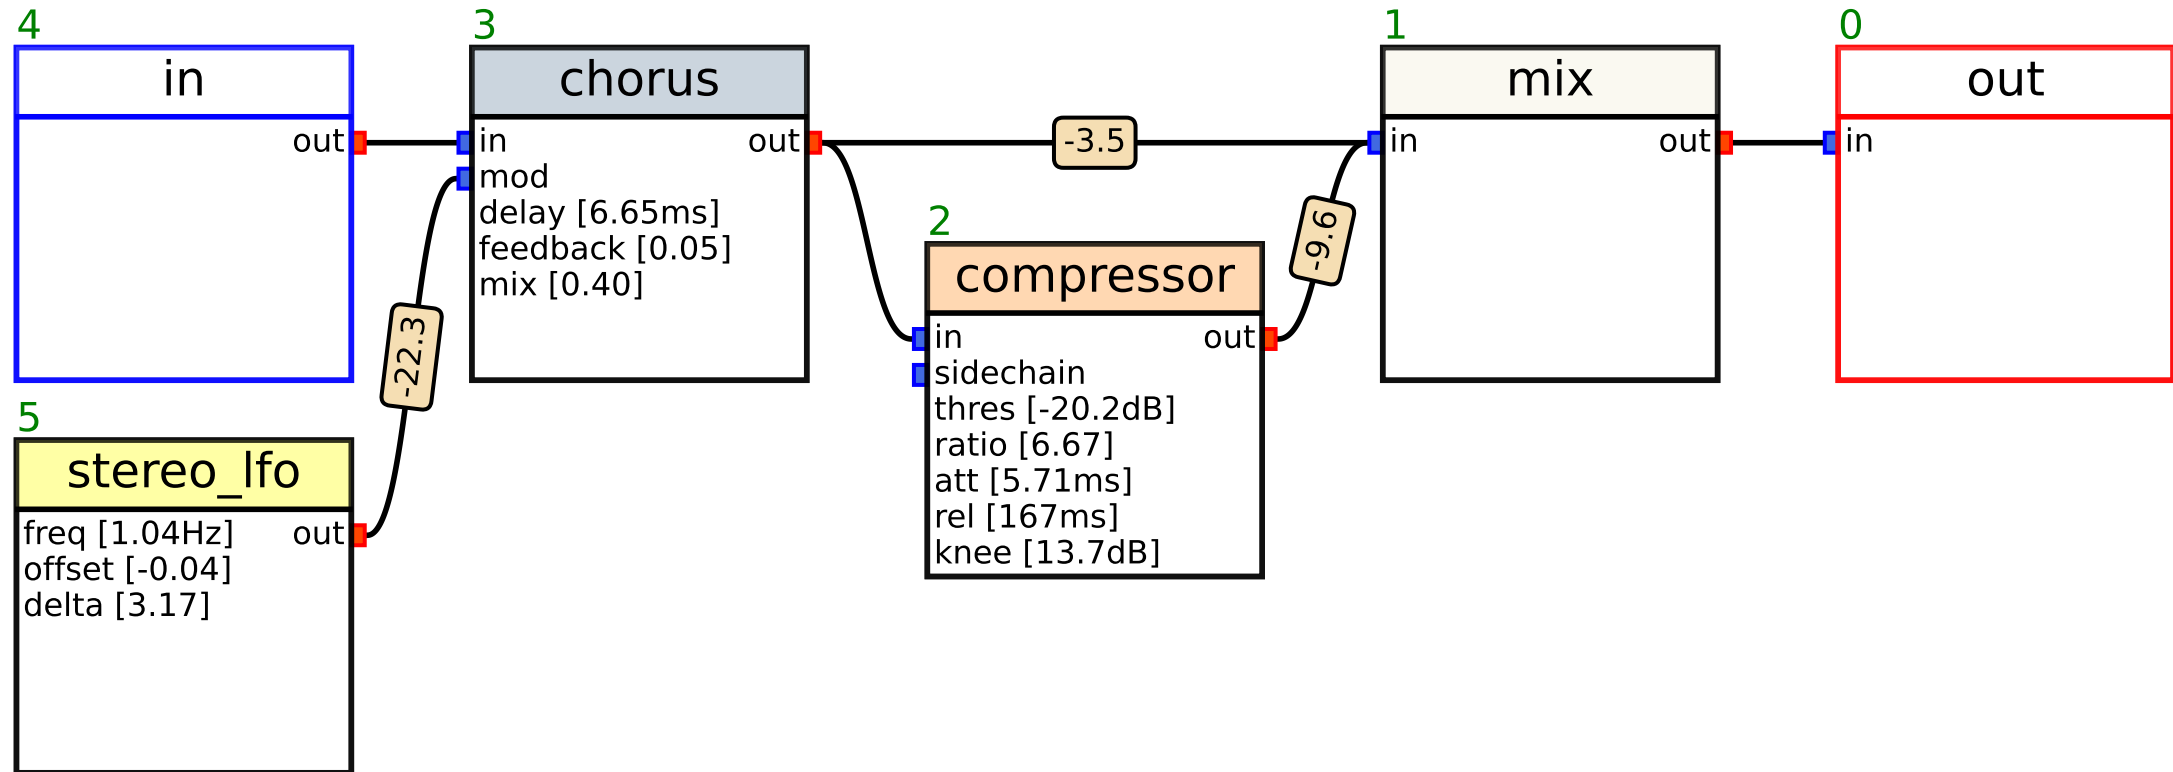 4
in
out
3
chorus
in
out
mod
delay [6.65ms]
feedback [0.05]
mix [0.40]
-3.5
1
mix
in
out
0
out
in
2
compressor
in
out
sidechain
thres [-20.2dB]
ratio [6.67]
att [5.71ms]
rel [167ms]
knee [13.7dB]
-9.6
-22.3
5
stereo_lfo
freq [1.04Hz]
out
offset [-0.04]
delta [3.17]